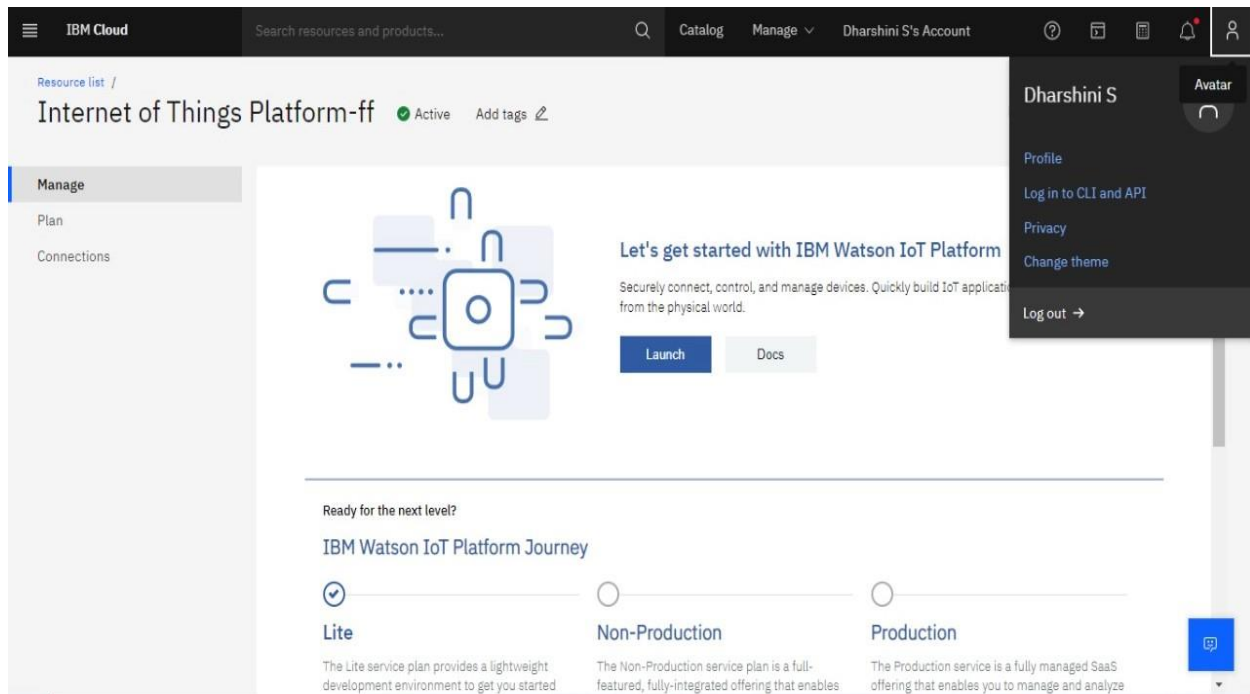 IBM Cloud
Search resources and products...
Catalog
Manage
Dharshini S's Account
Avatar
Dharshini S
Profile
Log in to CLI and API
Privacy
Change theme
Log out →
Resource list /
Internet of Things Platform-ff
Active
Add tags
Manage
Plan
Connections
Let's get started with IBM Watson IoT Platform
Securely connect, control, and manage devices. Quickly build IoT
from the physical world.
Launch
Docs
Ready for the next level?
IBM Watson IoT Platform Journey
Lite
The Lite service plan provides a lightweight
development environment to get you started
Non-Production
The Non-Production service plan is a full-
featured, fully-integrated offering that enables
Production
The Production service is a fully managed SaaS
offering that enables you to manage and analyze